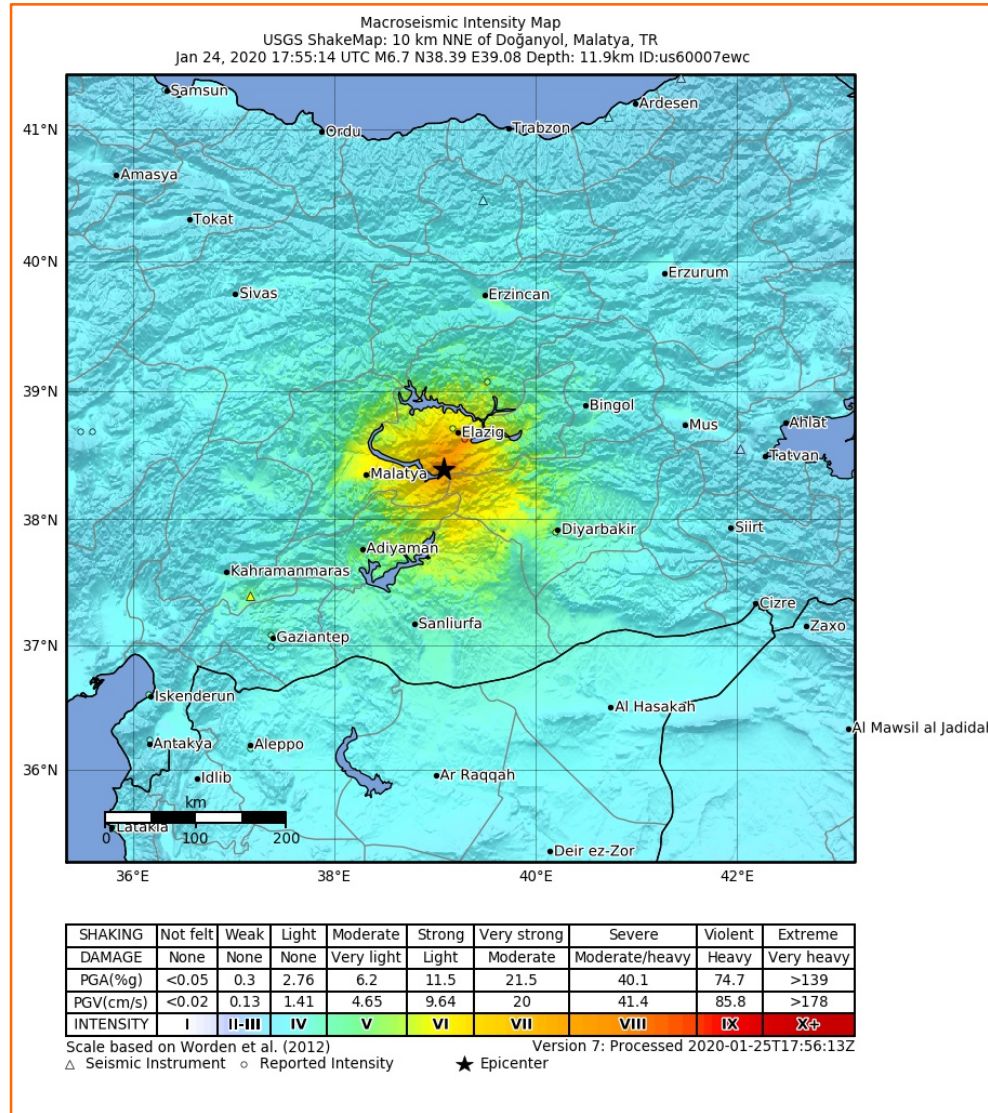 Macroseismic Intensity Map
USGS ShakeMap: 10 km NNE of Doğanyol, Malatya, TR
Jan 24, 2020 17:55:14 UTC M6.7 N38.39 E39.08 Depth: 11.9km ID:us60007ewc
Samsun
Ardesen
41°N
Ordu
Trabzon
Amasya
Tokat
40°N
Erzurum
Sivas
Erzincan
39°N
Bingol
Mus
Ahlat
Elazig
Tatvan
Malatya
38°N
Diyarbakir
Siirt
Adiyaman
Kahramanmaras
Cizre
Zaxo
Sanliurfa
37°N
Gaziantep
Iskenderun
Al Hasakah
Al Mawsil al Jadidah
Antakya
Aleppo
36°N
Idlib
Ar Raqqah
km
Latakia
0 100 200
Deir ez-Zor
36°E 38°E 40°E 42°E
SHAKING Not felt Weak Light Moderate Strong Very strong Severe Violent Extreme
DAMAGE None None None Very light Light Moderate Moderate/heavy Heavy Very heavy
PGA(%g) <0.05 0.3 2.76 6.2 11.5 21.5 40.1 74.7 >139
PGV(cm/s) <0.02 0.13 1.41 4.65 9.64 20 41.4 85.8 >178
INTENSITY I II-III IV V VI VII VIII IX X+
Scale based on Worden et al. (2012) Version 7: Processed 2020-01-25T17:56:13Z
△ Seismic Instrument ○ Reported Intensity ★ Epicenter